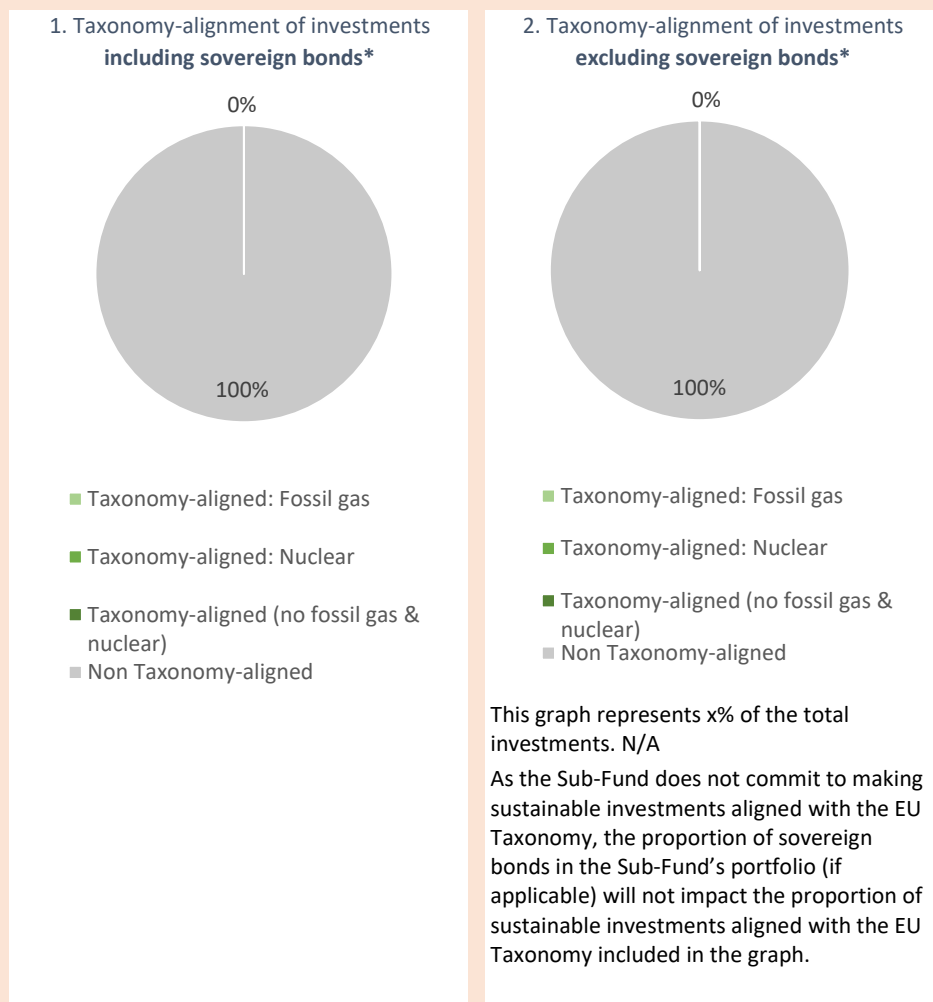 1. Taxonomy-alignment of investments
including sovereign bonds*
0%
100%
Taxonomy-aligned: Fossil gas
Taxonomy-aligned: Nuclear
Taxonomy-aligned (no fossil gas &
nuclear)
Non Taxonomy-aligned
2. Taxonomy-alignment of investments
excluding sovereign bonds*
0%
100%
Taxonomy-aligned: Fossil gas
Taxonomy-aligned: Nuclear
Taxonomy-aligned (no fossil gas &
nuclear)
Non Taxonomy-aligned
This graph represents x% of the total
investments. N/A
As the Sub-Fund does not commit to making
sustainable investments aligned with the EU
Taxonomy, the proportion of sovereign
bonds in the Sub-Fund’s portfolio (if
applicable) will not impact the proportion of
sustainable investments aligned with the EU
Taxonomy included in the graph.